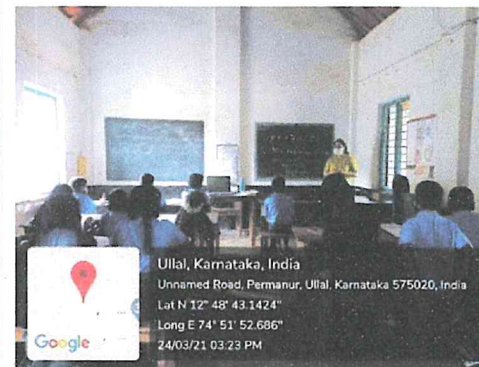 Ullal, Karnataka, India
Unnamed Road, Permanur, Ullal, Karnataka 575020, India
Lat N 12° 48' 43.1424"
Long E 74° 51' 52.686"
24/03/21 03:23 PM
Google